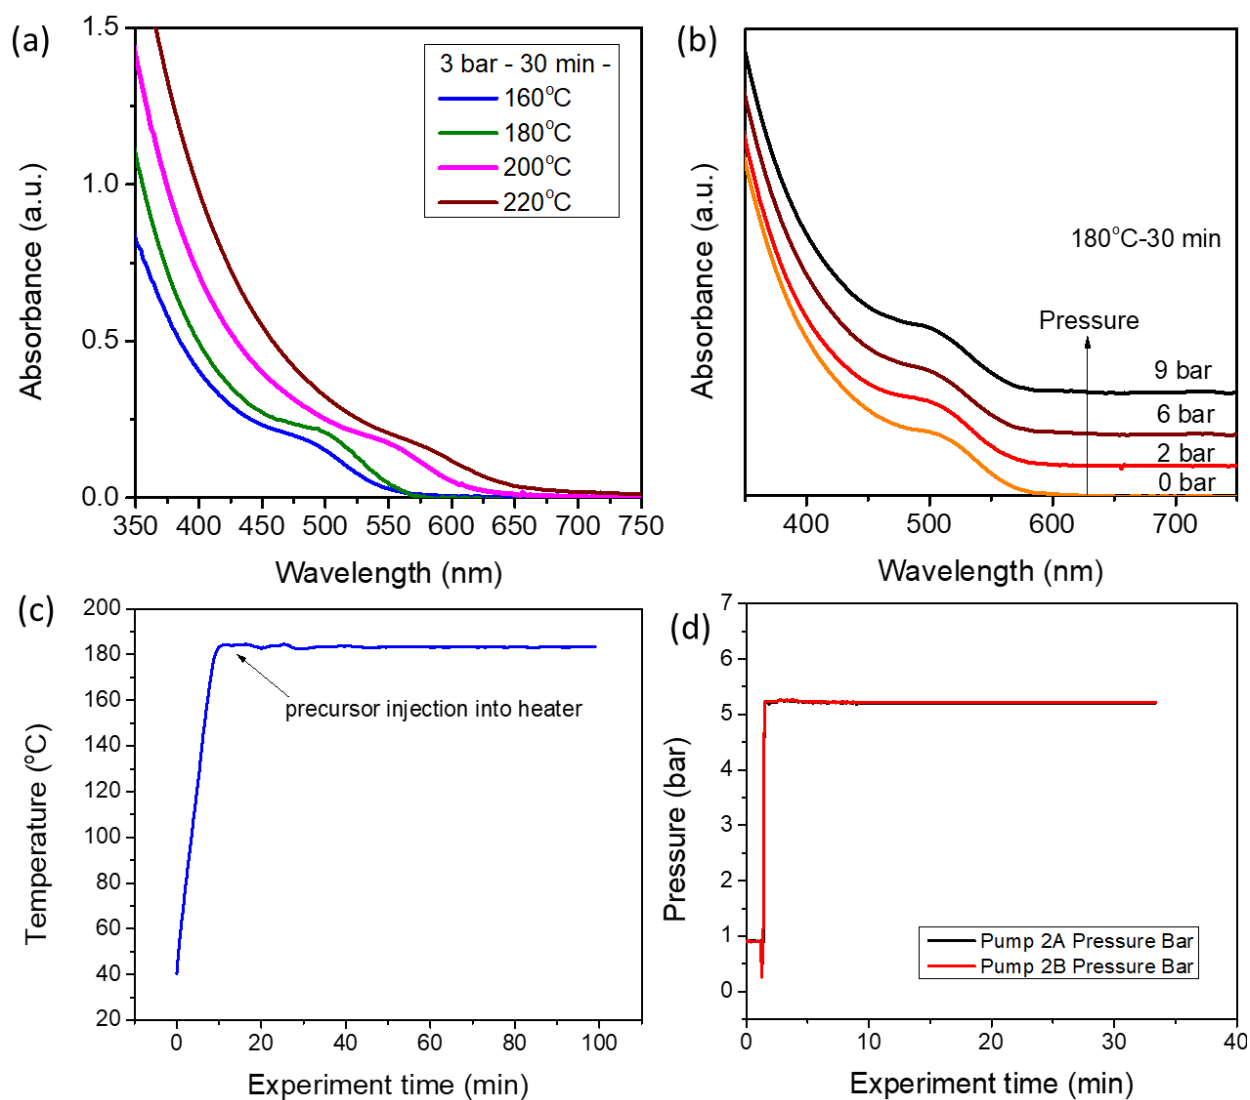 (a)
1.5
1.0
0.5
0.0
Absorbance (a.u.)
3 bar - 30 min -
160°C
180°C
200°C
220°C
350 400 450 500 550 600 650 700 750
Wavelength (nm)
(b)
Absorbance (a.u.)
180°C-30 min
Pressure
9 bar
6 bar
2 bar
0 bar
400 500 600 700
Wavelength (nm)
(c)
200
180
160
140
120
100
80
60
40
20
Temperature (°C)
precursor injection into heater
0 20 40 60 80 100
Experiment time (min)
(d)
7
6
5
4
3
2
1
0
Pressure (bar)
Pump 2A Pressure Bar
Pump 2B Pressure Bar
0 10 20 30 40
Experiment time (min)